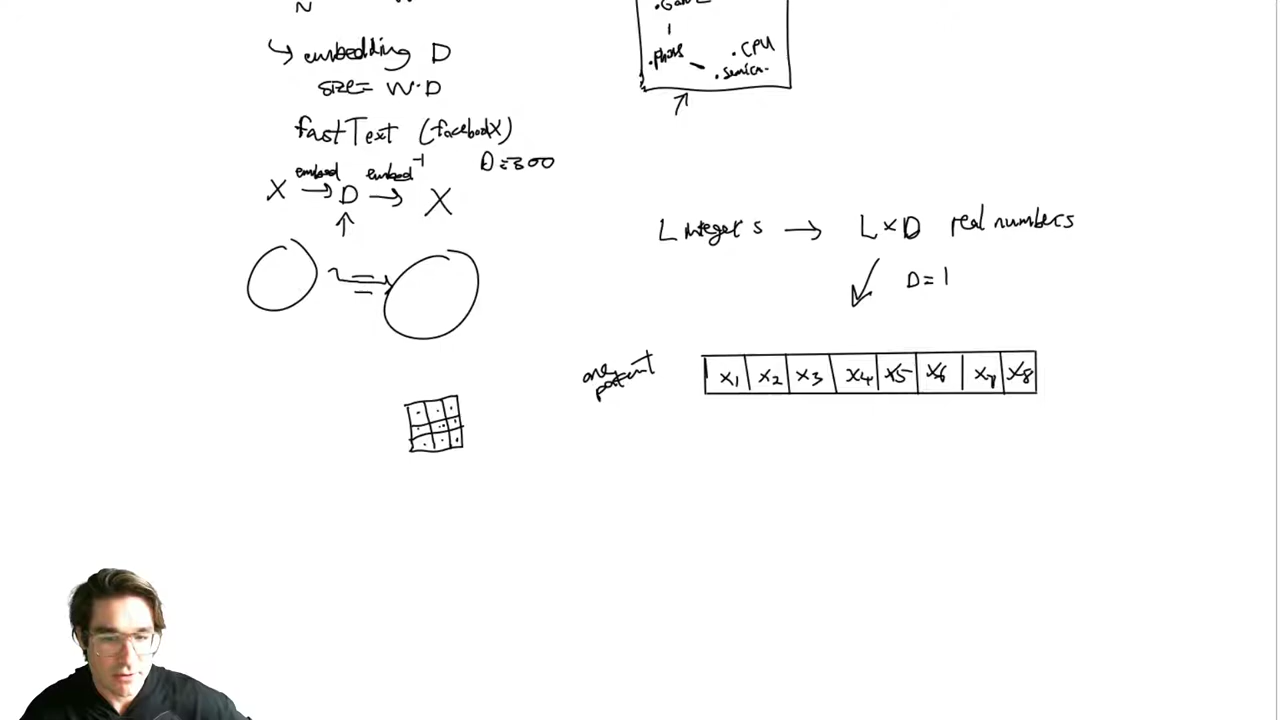 N
↳ embedding D
size = W·D
fastText (facebook)
D=300
X embed → D embed⁻¹ → X
↑
. CPU
↗
L integers → L×D real numbers
D=1
one patent
x1 x2 x3 x4 x5 x6 x7 x8